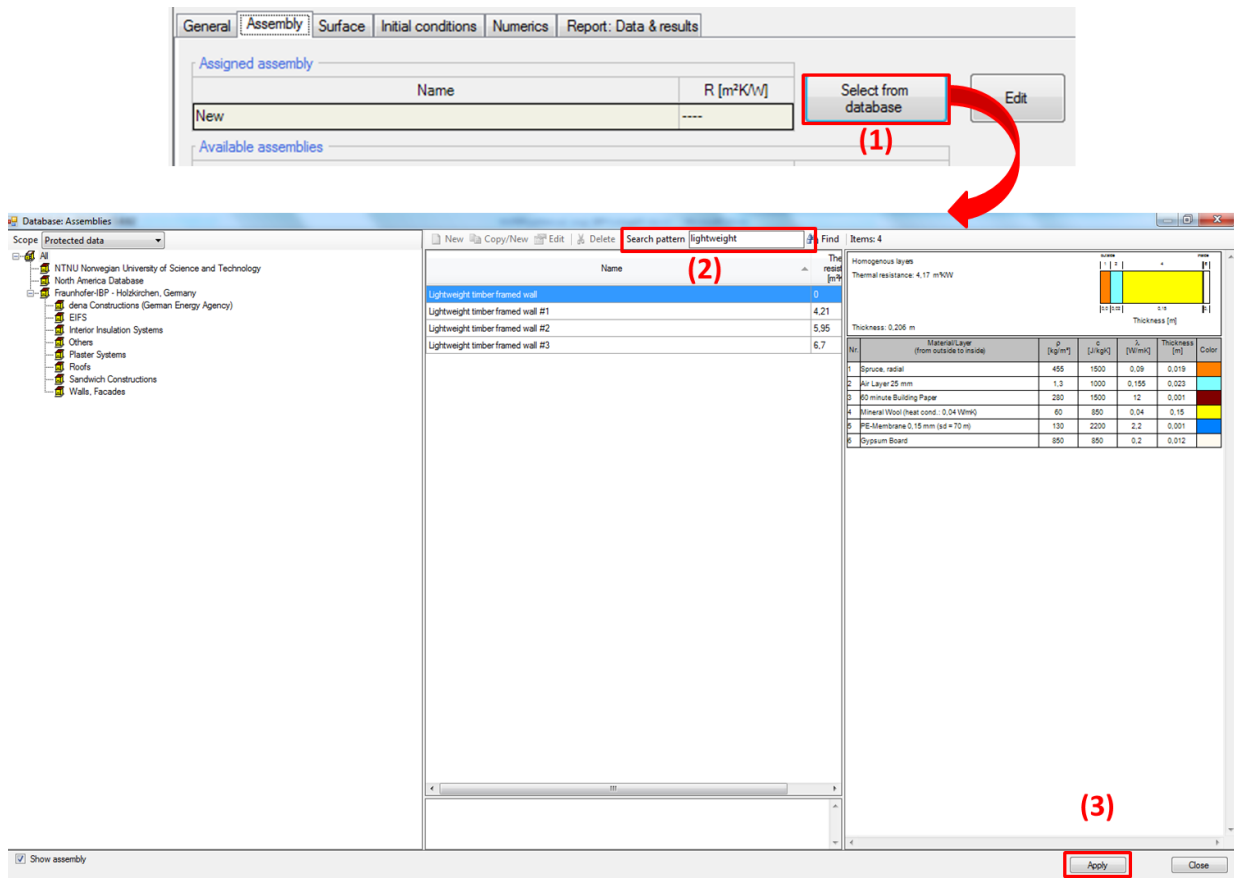 General Assembly Surface Initial conditions Numerics Report: Data & results
Assigned assembly
Name R [m²K/W]
New ----
Select from
database
Edit
(1)
Available assemblies
Database: Assemblies
Scope Protected data
All
NTNU Norwegian University of Science and Technology
North America Database
Fraunhofer-IBP - Holzkirchen, Germany
dena Constructions (German Energy Agency)
EIFS
Interior Insulation Systems
Others
Plaster Systems
Roofs
Sandwich Constructions
Walls, Facades
New Copy/New Edit Delete Search pattern lightweight Find Items: 4
(2)
Name
The
resist
Lightweight timber framed wall 0
Lightweight timber framed wall #1 4,21
Lightweight timber framed wall #2 5,95
Lightweight timber framed wall #3 6,7
Homogenous layers
Thermal resistance: 4,17 m²K/W
outside inside
1 2 4
0.15
Thickness [m]
Thickness: 0,206 m
Nr. Material/Layer
(from outside to inside) ρ
[kg/m³] c
[J/kgK] λ
[W/mK] Thickness
[m] Color
1 Spruce, radial 455 1500 0,09 0,019
2 Air Layer 25 mm 1,3 1000 0,155 0,023
3 60 minute Building Paper 280 1500 12 0,001
4 Mineral Wool (heat cond.: 0,04 W/mK) 60 850 0,04 0,15
5 PE-Membrane 0,15 mm (sd = 70 m) 130 2200 2,2 0,001
6 Gypsum Board 850 850 0,2 0,012
(3)
Show assembly
Apply Close